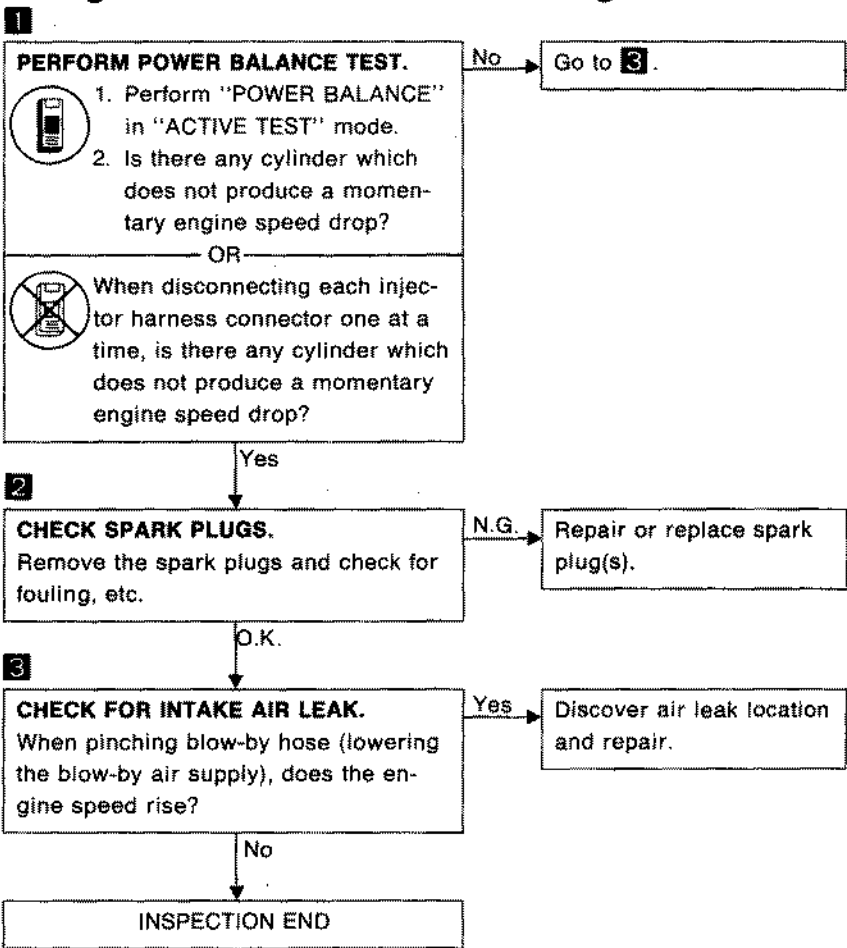 1
PERFORM POWER BALANCE TEST.
1. Perform "POWER BALANCE"
in "ACTIVE TEST" mode.
2. Is there any cylinder which
does not produce a momen-
tary engine speed drop?
OR
When disconnecting each injec-
tor harness connector one at a
time, is there any cylinder which
does not produce a momentary
engine speed drop?
No
Go to 3 .
Yes
2
CHECK SPARK PLUGS.
Remove the spark plugs and check for
fouling, etc.
N.G.
Repair or replace spark
plug(s).
O.K.
3
CHECK FOR INTAKE AIR LEAK.
When pinching blow-by hose (lowering
the blow-by air supply), does the en-
gine speed rise?
Yes
Discover air leak location
and repair.
No
INSPECTION END